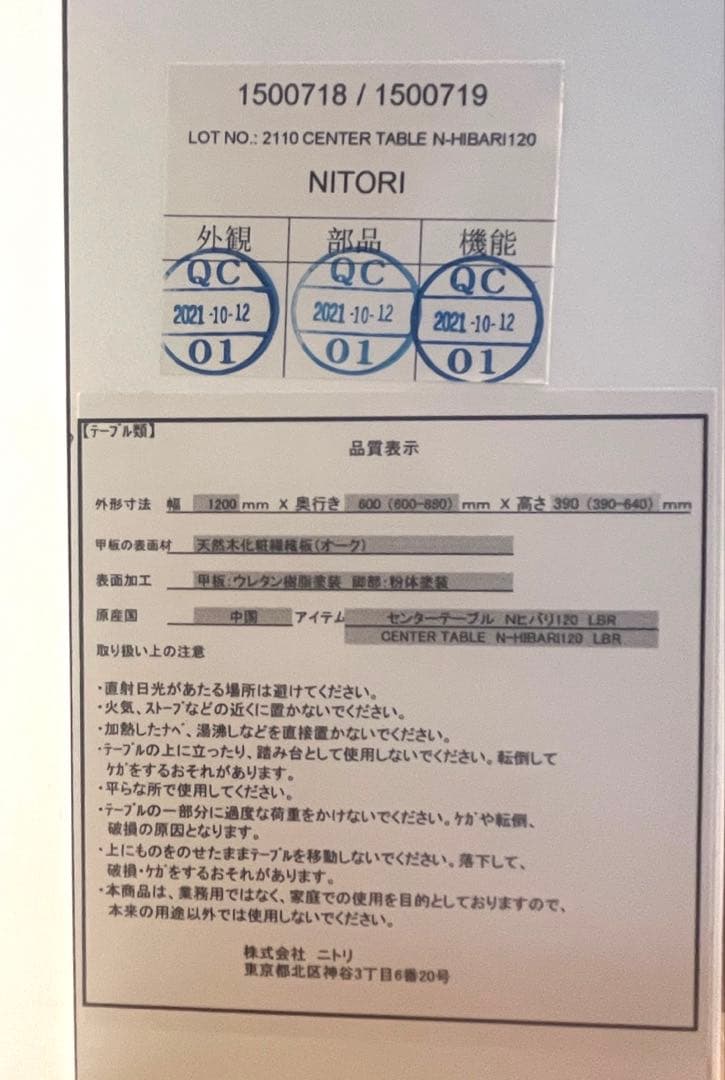 1500718 / 1500719
LOT NO.: 2110 CENTER TABLE N-HIBARI120
NITORI
外観 部品 機能
QC QC QC
2021-10-12 2021-10-12 2021-10-12
01 01 01
【ﾃｰﾌﾞﾙ類】
品質表示
外形寸法 幅 1200 mm X 奥行き 600 (600-880) mm X 高さ 390 (390-640) mm
甲板の表面材 天然木化粧繊維板(オーク)
表面加工 甲板:ウレタン樹脂塗装 脚部:粉体塗装
原産国 中国 アイテム センターテーブル Nヒバリ120 LBR
CENTER TABLE N-HIBARI120 LBR
取り扱い上の注意
・直射日光があたる場所は避けてください。
・火気、ｽﾄｰﾌﾞなどの近くに置かないでください。
・加熱したﾅﾍﾞ、湯沸しなどを直接置かないでください。
・ﾃｰﾌﾞﾙの上に立ったり、踏み台として使用しないでください。転倒して
ｹｶﾞをするおそれがあります。
・平らな所で使用してください。
・ﾃｰﾌﾞﾙの一部分に過度な荷重をかけないでください。ｹｶﾞや転倒、
破損の原因となります。
・上にものをのせたままﾃｰﾌﾞﾙを移動しないでください。落下して、
破損・ｹｶﾞをするおそれがあります。
・本商品は、業務用ではなく、家庭での使用を目的としておりますので、
本来の用途以外では使用しないでください。
株式会社 ニトリ
東京都北区神谷3丁目6番20号